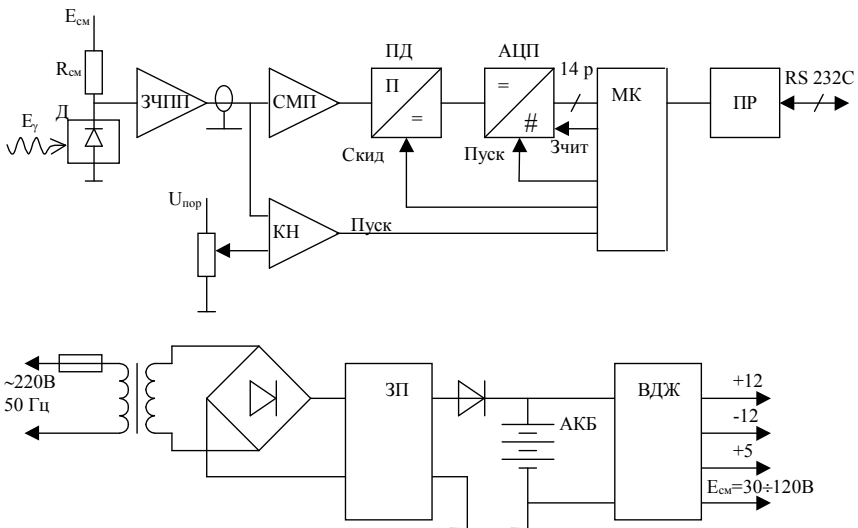 Eсм
Rсм
Д
Eγ
ЗЧПП
СМП
ПД
П
=
Скид
АЦП
=
#
Пуск
14 р
Зчит
МК
ПР
RS 232C
Uпор
КН
Пуск
~220В
50 Гц
ЗП
АКБ
ВДЖ
+12
-12
+5
Eсм=30÷120В